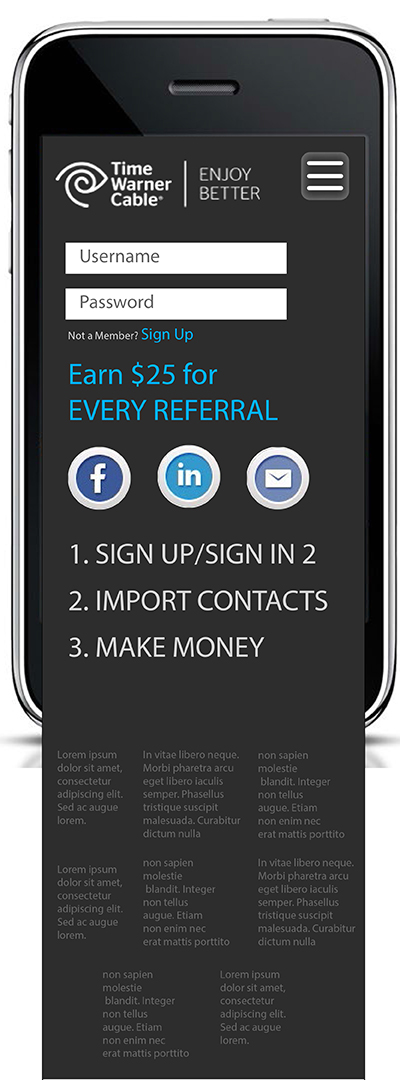 Time
Warner
Cable®
ENJOY
BETTER
Username
Password
Not a Member? Sign Up
Earn $25 for
EVERY REFERRAL
f
in
1. SIGN UP/SIGN IN 2
2. IMPORT CONTACTS
3. MAKE MONEY
Lorem ipsum
dolor sit amet,
consectetur
adipiscing elit.
Sed ac augue
lorem.
In vitae libero neque.
Morbi pharetra arcu
eget libero iaculis
semper. Phasellus
tristique suscipit
malesuada. Curabitur
dictum nulla
non sapien
molestie
blandit. Integer
non tellus
augue. Etiam
non enim nec
erat mattis porttito
Lorem ipsum
dolor sit amet,
consectetur
adipiscing elit.
Sed ac augue
lorem.
non sapien
molestie
blandit. Integer
non tellus
augue. Etiam
non enim nec
erat mattis porttito
In vitae libero neque.
Morbi pharetra arcu
eget libero iaculis
semper. Phasellus
tristique suscipit
malesuada. Curabitur
dictum nulla
non sapien
molestie
blandit. Integer
non tellus
augue. Etiam
non enim nec
erat mattis porttito
Lorem ipsum
dolor sit amet,
consectetur
adipiscing elit.
Sed ac augue
lorem.